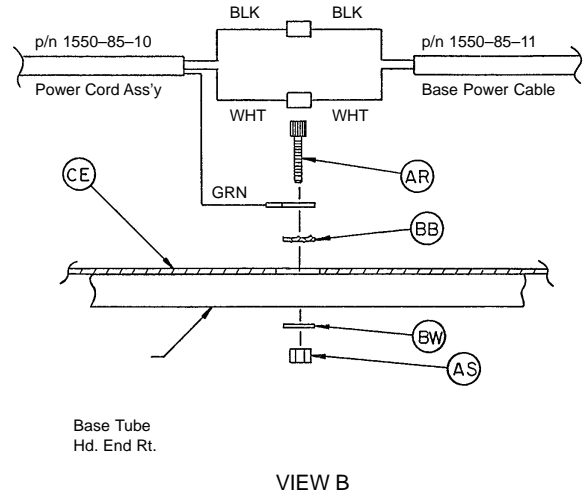 BLK BLK
p/n 1550–85–10 p/n 1550–85–11
Power Cord Ass'y Base Power Cable
WHT WHT
CE
AR
GRN
BB
BW
AS
Base Tube
Hd. End Rt.
VIEW B